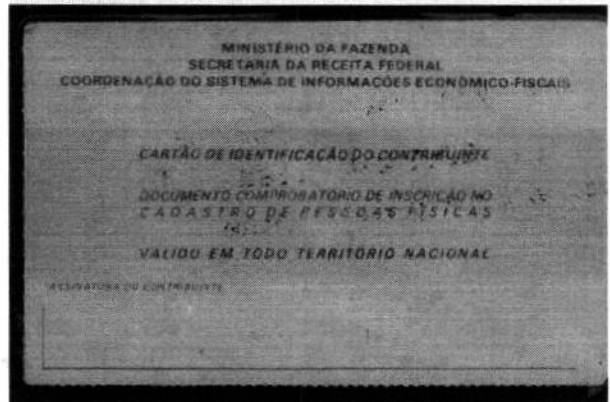 MINISTÉRIO DA FAZENDA
SECRETARIA DA RECEITA FEDERAL
COORDENAÇÃO DO SISTEMA DE INFORMAÇÕES ECONÔMICO-FISCAIS
CARTÃO DE IDENTIFICAÇÃO DO CONTRIBUINTE
DOCUMENTO COMPROBATÓRIO DE INSCRIÇÃO NO
CADASTRO DE PESSOAS FÍSICAS
VÁLIDO EM TODO TERRITÓRIO NACIONAL
ASSINATURA DO CONTRIBUINTE